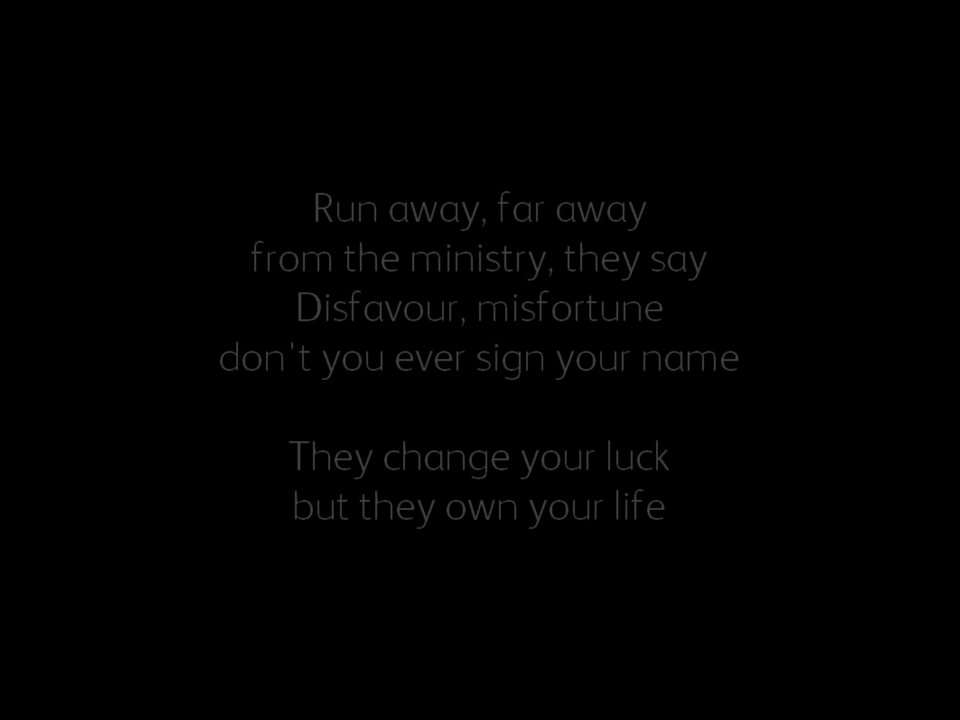 Run away, far away
from the ministry, they say
Disfavour, misfortune
don't you ever sign your name
They change your luck
but they own your life